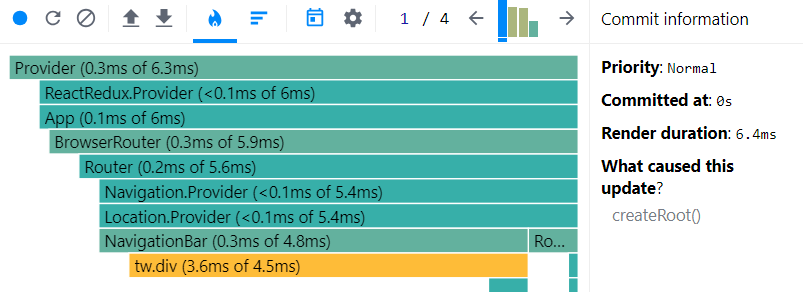 1 / 4
Commit information
Provider (0.3ms of 6.3ms)
ReactRedux.Provider (<0.1ms of 6ms)
App (0.1ms of 6ms)
BrowserRouter (0.3ms of 5.9ms)
Router (0.2ms of 5.6ms)
Navigation.Provider (<0.1ms of 5.4ms)
Location.Provider (<0.1ms of 5.4ms)
NavigationBar (0.3ms of 4.8ms)
Ro...
tw.div (3.6ms of 4.5ms)
Priority: Normal
Committed at: 0s
Render duration: 6.4ms
What caused this
update?
createRoot()